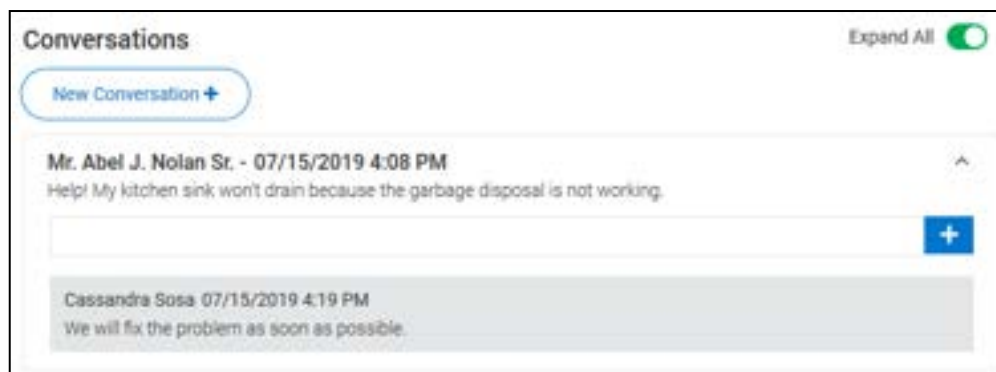 Conversations
Expand All
New Conversation +
Mr. Abel J. Nolan Sr. - 07/15/2019 4:08 PM
Help! My kitchen sink won't drain because the garbage disposal is not working.
+
Cassandra Sosa 07/15/2019 4:19 PM
We will fix the problem as soon as possible.